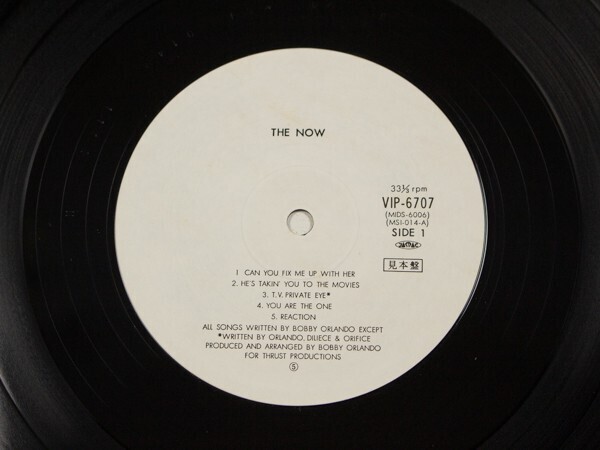 THE NOW
33⅓ rpm
VIP-6707
(MIDS-6006)
(MSI-014-A)
SIDE 1
JASRAC
見本盤
1 CAN YOU FIX ME UP WITH HER
2. HE'S TAKIN' YOU TO THE MOVIES
3. T.V. PRIVATE EYE*
4. YOU ARE THE ONE
5. REACTION
ALL SONGS WRITTEN BY BOBBY ORLANDO EXCEPT
*WRITTEN BY ORLANDO, DILIECE & ORIFICE
PRODUCED AND ARRANGED BY BOBBY ORLANDO
FOR THRUST PRODUCTIONS
Ⓢ